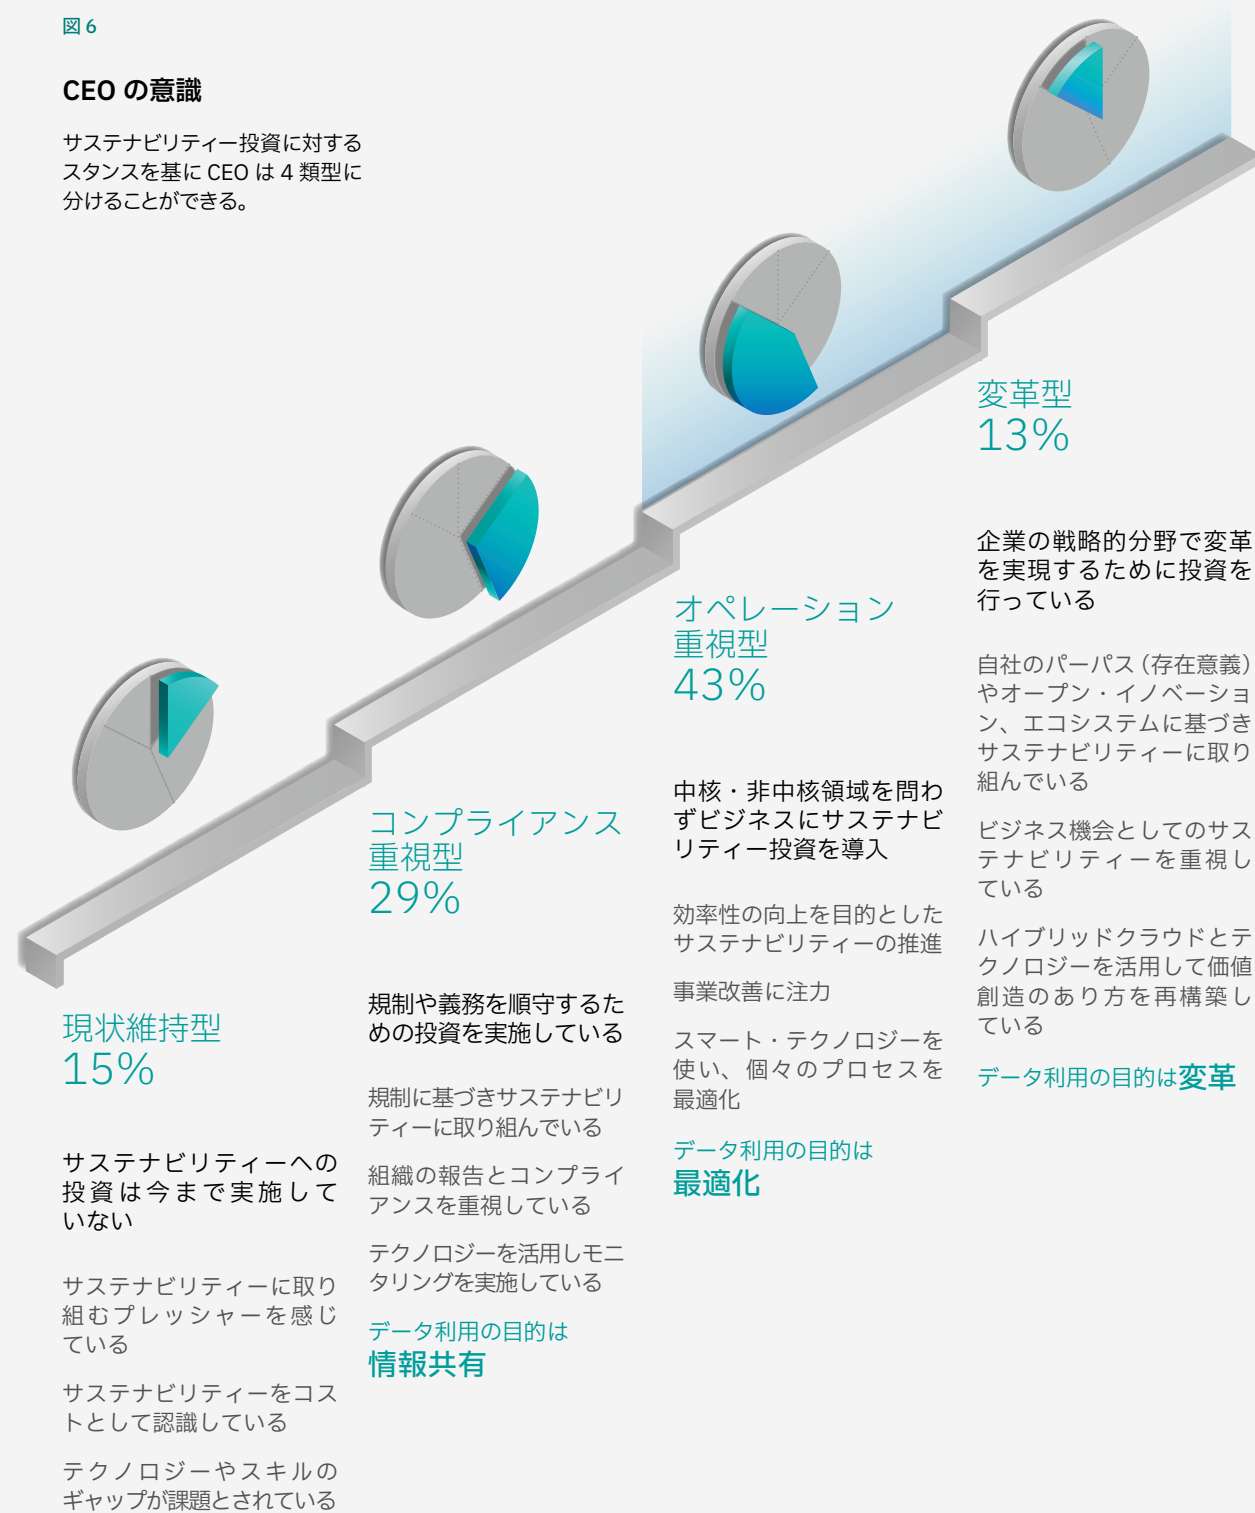 図 6
CEO の意識
サステナビリティー投資に対する
スタンスを基に CEO は 4 類型に
分けることができる。
現状維持型
15%
サステナビリティーへの
投資は今まで実施して
いない
サステナビリティーに取り
組むプレッシャーを感じ
ている
サステナビリティーをコス
トとして認識している
テクノロジーやスキルの
ギャップが課題とされている
コンプライアンス
重視型
29%
規制や義務を順守するた
めの投資を実施している
規制に基づきサステナビリ
ティーに取り組んでいる
組織の報告とコンプライ
アンスを重視している
テクノロジーを活用しモニ
タリングを実施している
データ利用の目的は
情報共有
オペレーション
重視型
43%
中核・非中核領域を問わ
ずビジネスにサステナビ
リティー投資を導入
効率性の向上を目的とした
サステナビリティーの推進
事業改善に注力
スマート・テクノロジーを
使い、個々のプロセスを
最適化
データ利用の目的は
最適化
変革型
13%
企業の戦略的分野で変革
を実現するために投資を
行っている
自社のパーパス（存在意義）
やオープン・イノベーショ
ン、エコシステムに基づき
サステナビリティーに取り
組んでいる
ビジネス機会としてのサス
テナビリティーを重視し
ている
ハイブリッドクラウドとテ
クノロジーを活用して価値
創造のあり方を再構築し
ている
データ利用の目的は変革